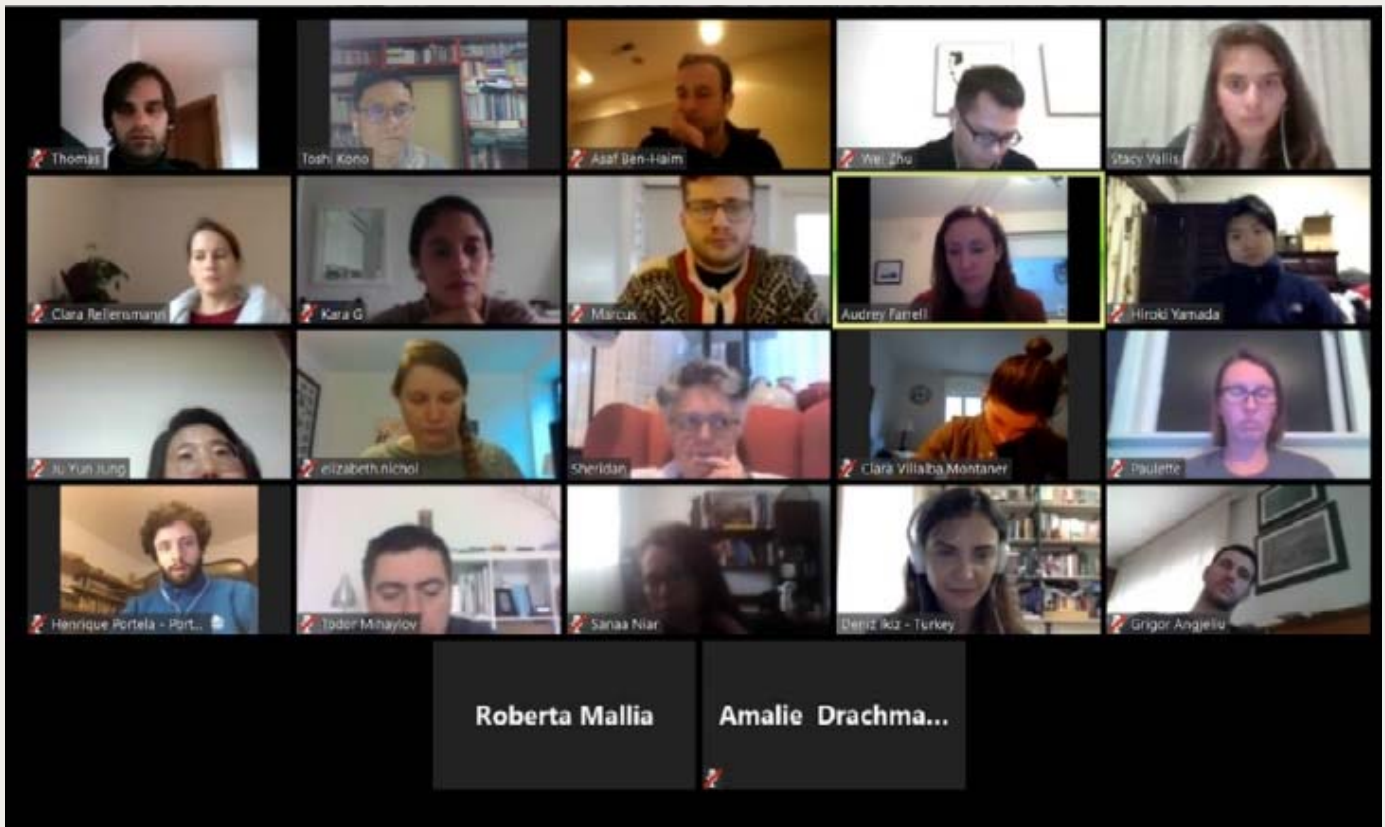 Thomas
Toshi Kono
Asaf Ben-Haim
Wei Zhu
Stacy Vallis
Clara Rellensmann
Kara G
Marcus
Audrey Farrell
Hiroki Yamada
Ju Yun Jung
elizabeth.nichol
Sheridan
Clara Villalba Montaner
Paulette
Henrique Portela - Port...
Todor Mihaylov
Sanaa Niar
Deniz Ikiz - Turkey
Grigor Angjeliu
Roberta Mallia
Amalie Drachma...